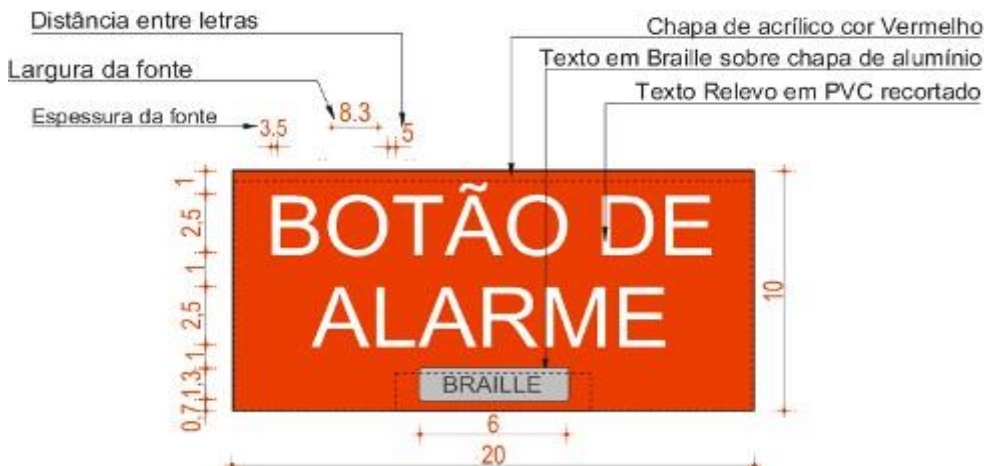 Distância entre letras
Chapa de acrílico cor Vermelho
Texto em Braille sobre chapa de alumínio
Largura da fonte
Texto Relevo em PVC recortado
Espessura da fonte
3.5
8.3
5
1
2,5
1
2,5
1
1.3
0,7
BOTÃO DE
ALARME
BRAILLE
10
6
20